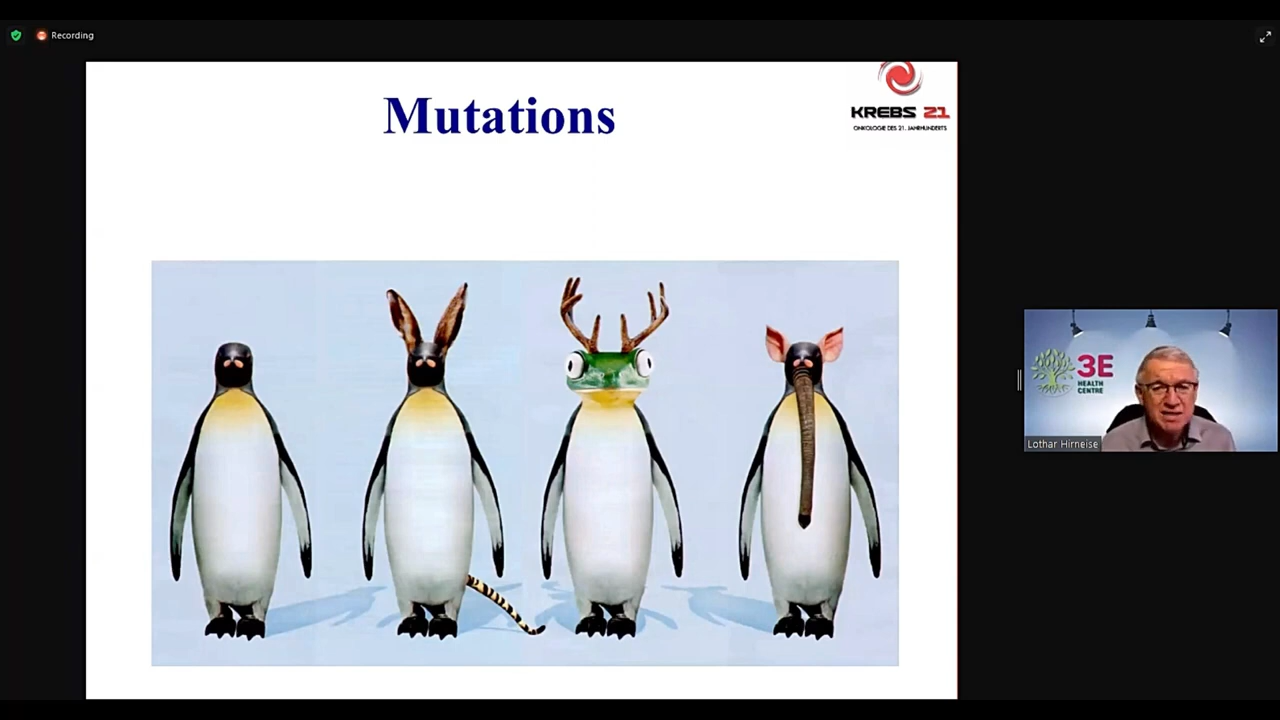 Recording
Mutations
KREBS 21
ONKOLOGIE DES 21. JAHRHUNDERTS
3E
HEALTH
CENTRE
Lothar Hirneise